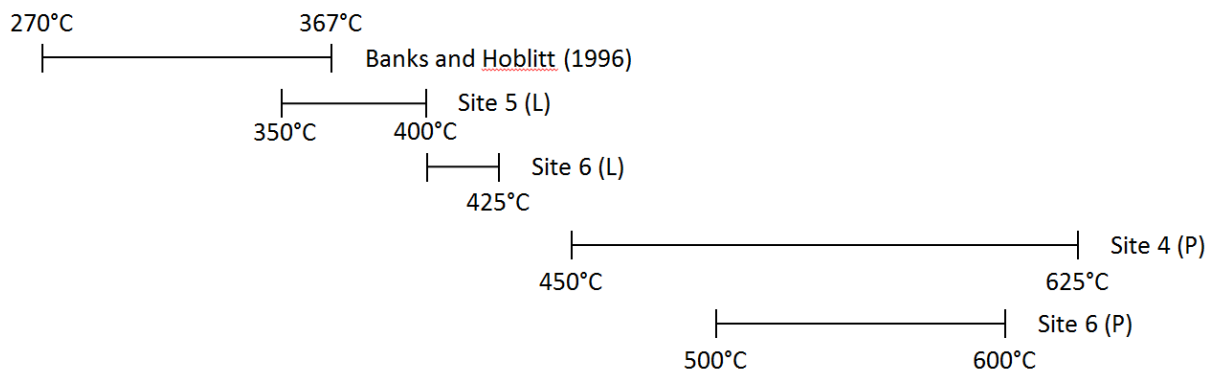 270°C 367°C
Banks and Hoblitt (1996)
Site 5 (L)
350°C 400°C
Site 6 (L)
425°C
Site 4 (P)
450°C 625°C
Site 6 (P)
500°C 600°C